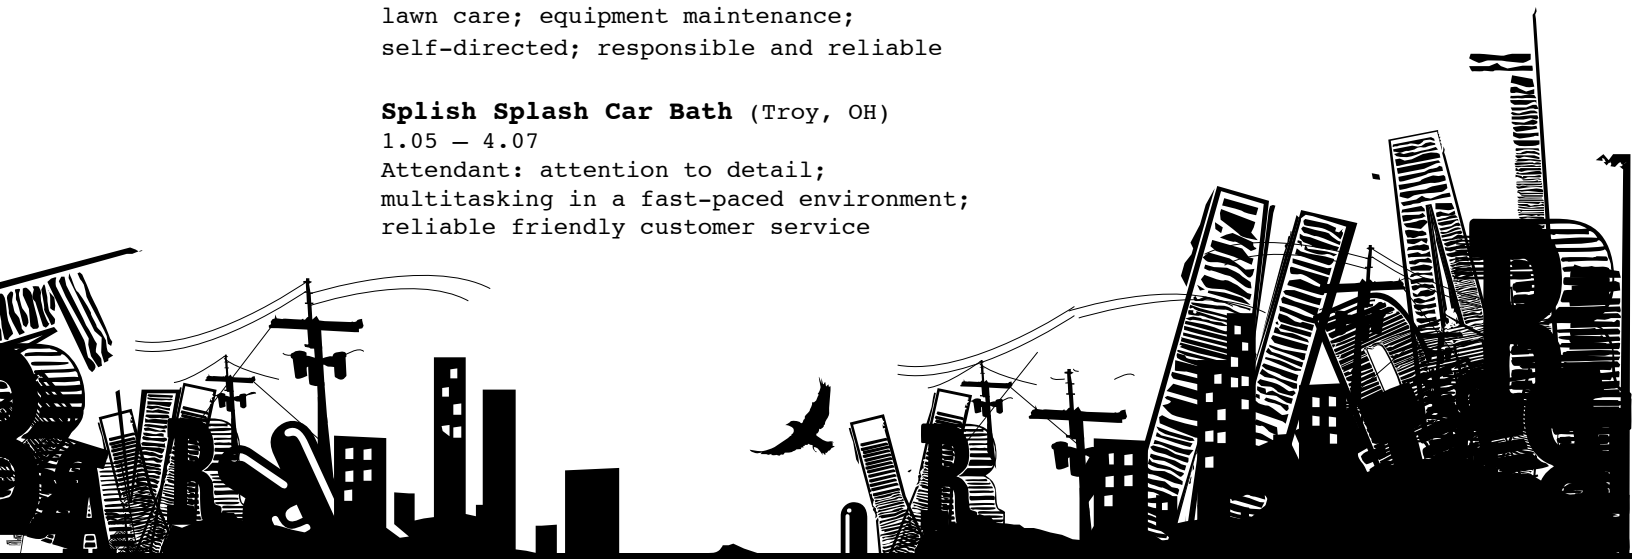 lawn care; equipment maintenance;
self-directed; responsible and reliable
Splish Splash Car Bath (Troy, OH)
1.05 – 4.07
Attendant: attention to detail;
multitasking in a fast-paced environment;
reliable friendly customer service